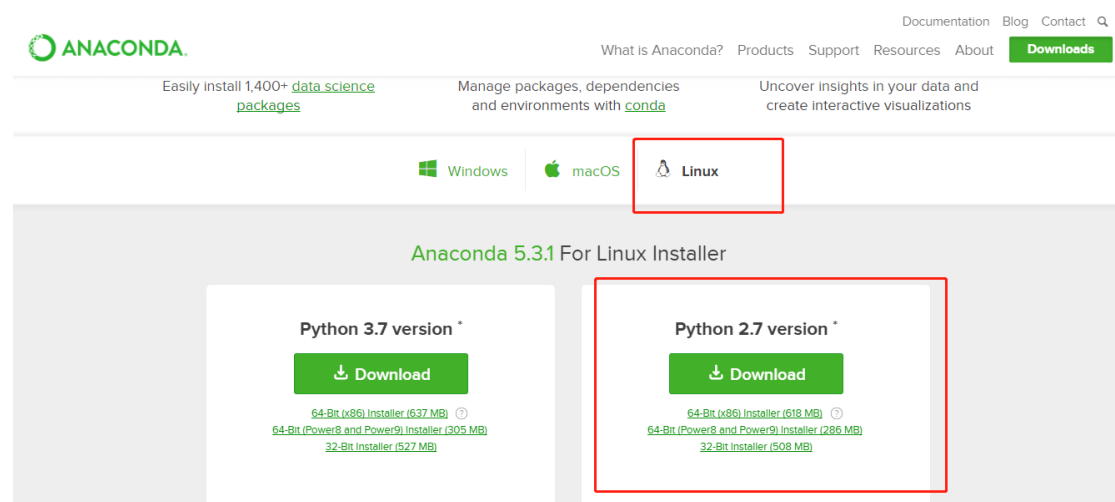 Documentation Blog Contact
ANACONDA.
What is Anaconda? Products Support Resources About Downloads
Easily install 1,400+ data science
packages
Manage packages, dependencies
and environments with conda
Uncover insights in your data and
create interactive visualizations
Windows macOS Linux
Anaconda 5.3.1 For Linux Installer
Python 3.7 version *
Download
64-Bit (x86) Installer (637 MB) ?
64-Bit (Power8 and Power9) Installer (305 MB)
32-Bit Installer (527 MB)
Python 2.7 version *
Download
64-Bit (x86) Installer (618 MB) ?
64-Bit (Power8 and Power9) Installer (286 MB)
32-Bit Installer (508 MB)